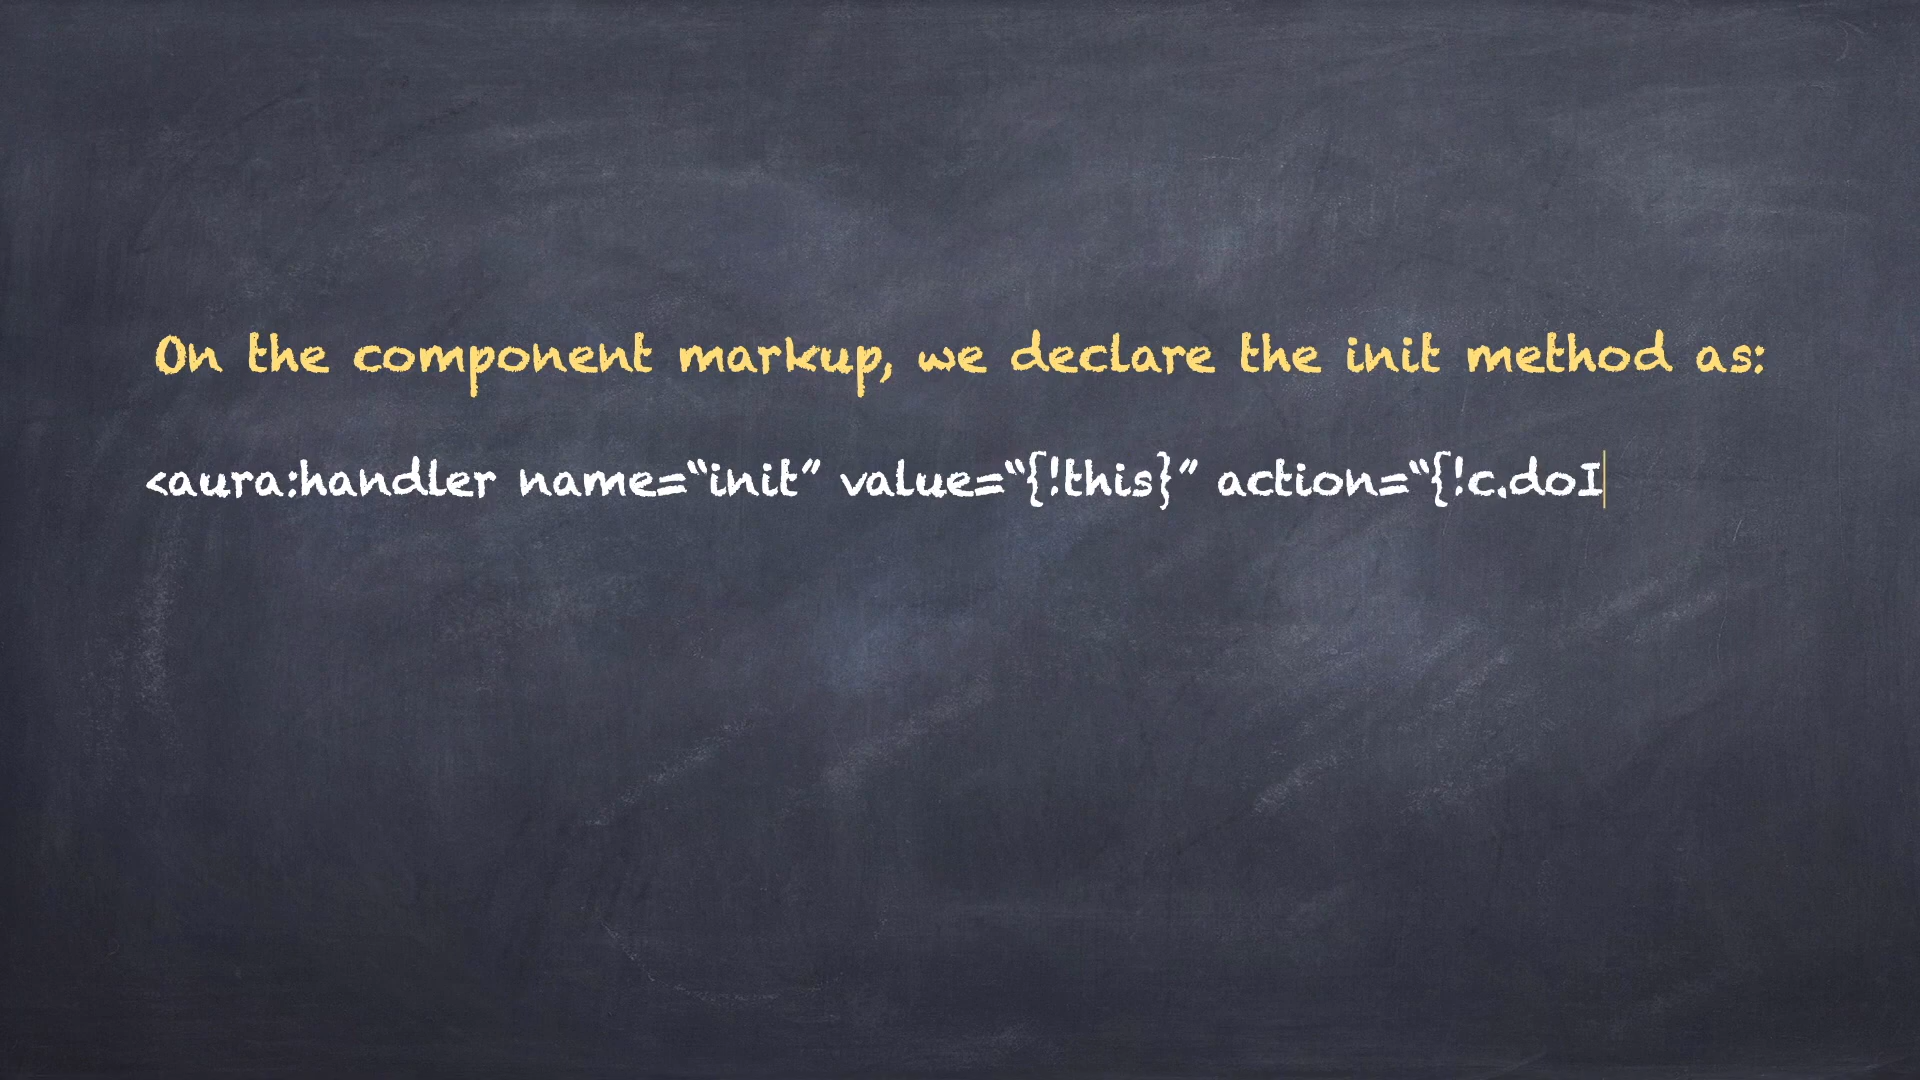 On the component markup, we declare the init method as:
<aura:handler name=“init” value=“{!this}” action=“{!c.doI